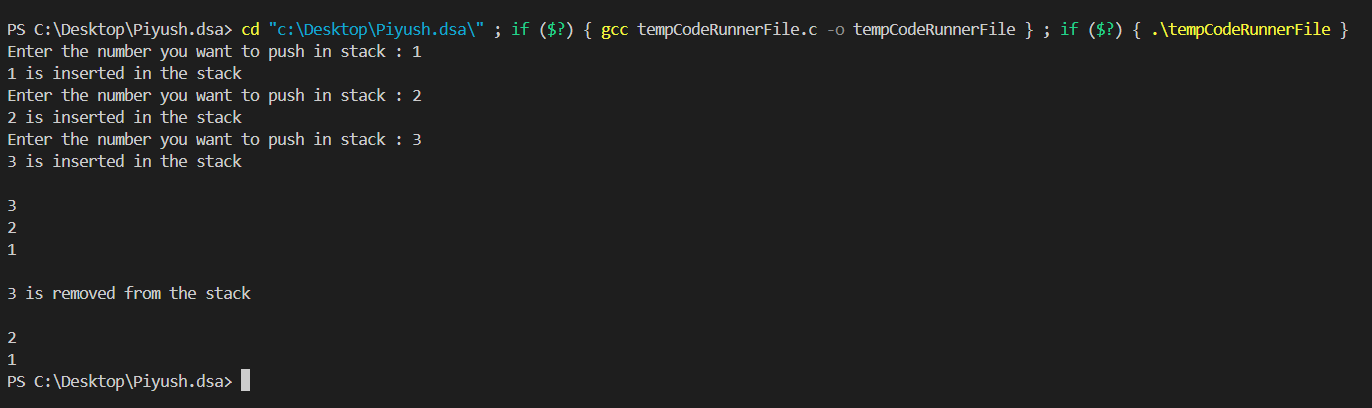 PS C:\Desktop\Piyush.dsa> cd "c:\Desktop\Piyush.dsa\" ; if ($?) { gcc tempCodeRunnerFile.c -o tempCodeRunnerFile } ; if ($?) { .\tempCodeRunnerFile }
Enter the number you want to push in stack : 1
1 is inserted in the stack
Enter the number you want to push in stack : 2
2 is inserted in the stack
Enter the number you want to push in stack : 3
3 is inserted in the stack
3
2
1
3 is removed from the stack
2
1
PS C:\Desktop\Piyush.dsa>